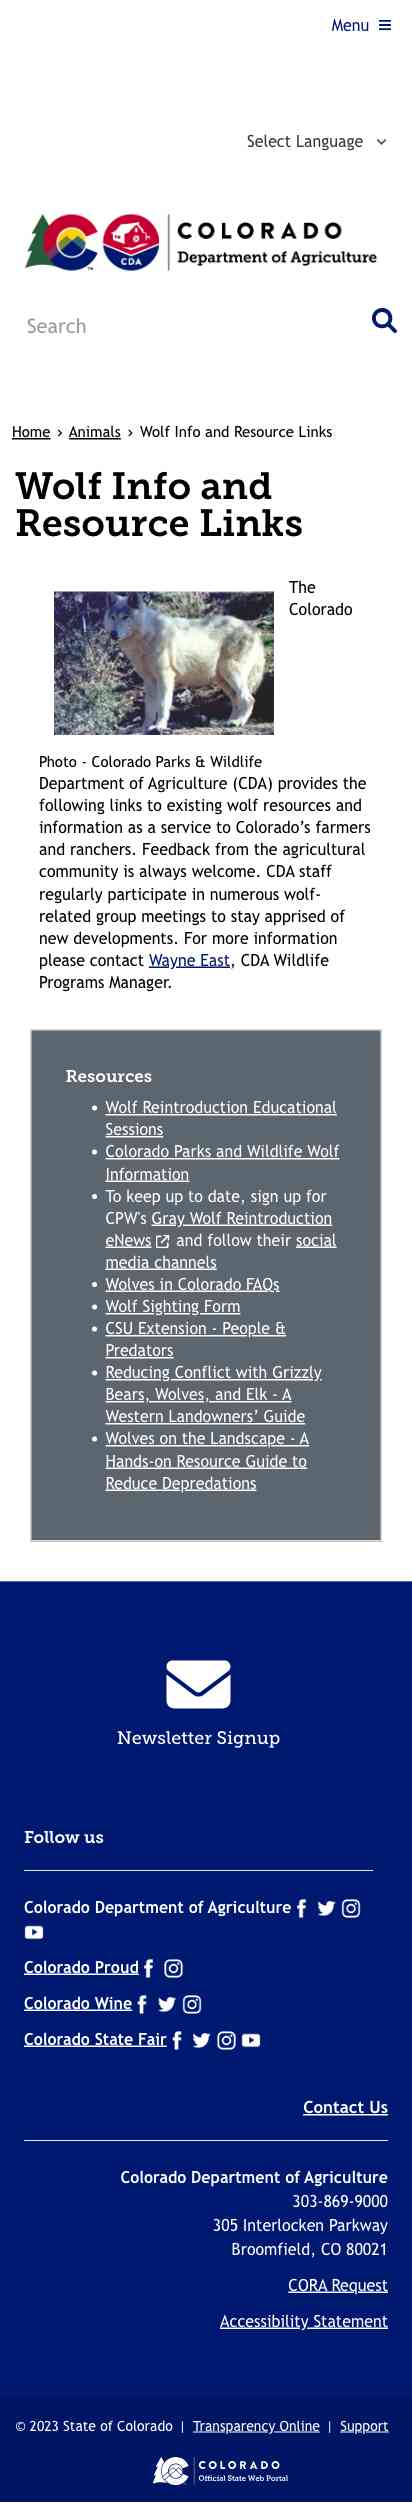 Menu
Select Language
COLORADO
Department of Agriculture
CDA
Search
Home › Animals › Wolf Info and Resource Links
Wolf Info and
Resource Links
The
Colorado
Photo - Colorado Parks & Wildlife
Department of Agriculture (CDA) provides the
following links to existing wolf resources and
information as a service to Colorado’s farmers
and ranchers. Feedback from the agricultural
community is always welcome. CDA staff
regularly participate in numerous wolf-
related group meetings to stay apprised of
new developments. For more information
please contact Wayne East, CDA Wildlife
Programs Manager.
Resources
• Wolf Reintroduction Educational
Sessions
• Colorado Parks and Wildlife Wolf
Information
• To keep up to date, sign up for
CPW's Gray Wolf Reintroduction
eNews and follow their social
media channels
• Wolves in Colorado FAQs
• Wolf Sighting Form
• CSU Extension - People &
Predators
• Reducing Conflict with Grizzly
Bears, Wolves, and Elk - A
Western Landowners’ Guide
• Wolves on the Landscape - A
Hands-on Resource Guide to
Reduce Depredations
Newsletter Signup
Follow us
Colorado Department of Agriculture
Colorado Proud
Colorado Wine
Colorado State Fair
Contact Us
Colorado Department of Agriculture
303-869-9000
305 Interlocken Parkway
Broomfield, CO 80021
CORA Request
Accessibility Statement
© 2023 State of Colorado | Transparency Online | Support
COLORADO
Official State Web Portal